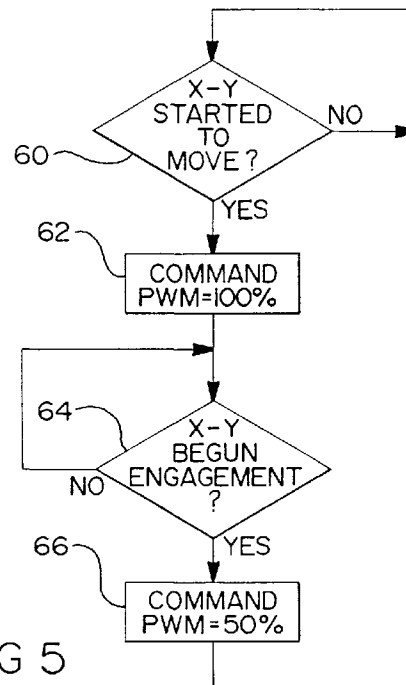 X-Y
STARTED
TO
MOVE?
NO
60
YES
62
COMMAND
PWM=100%
64
X-Y
BEGUN
ENGAGEMENT
?
NO
YES
66
COMMAND
PWM=50%
G 5